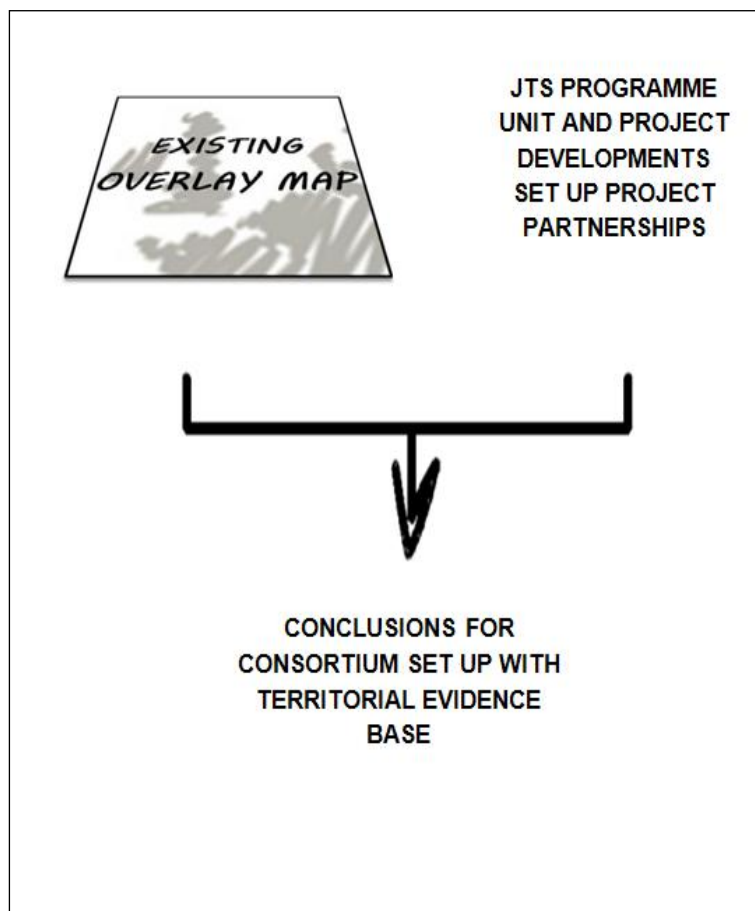 EXISTING
OVERLAY MAP
JTS PROGRAMME
UNIT AND PROJECT
DEVELOPMENTS
SET UP PROJECT
PARTNERSHIPS
CONCLUSIONS FOR
CONSORTIUM SET UP WITH
TERRITORIAL EVIDENCE
BASE